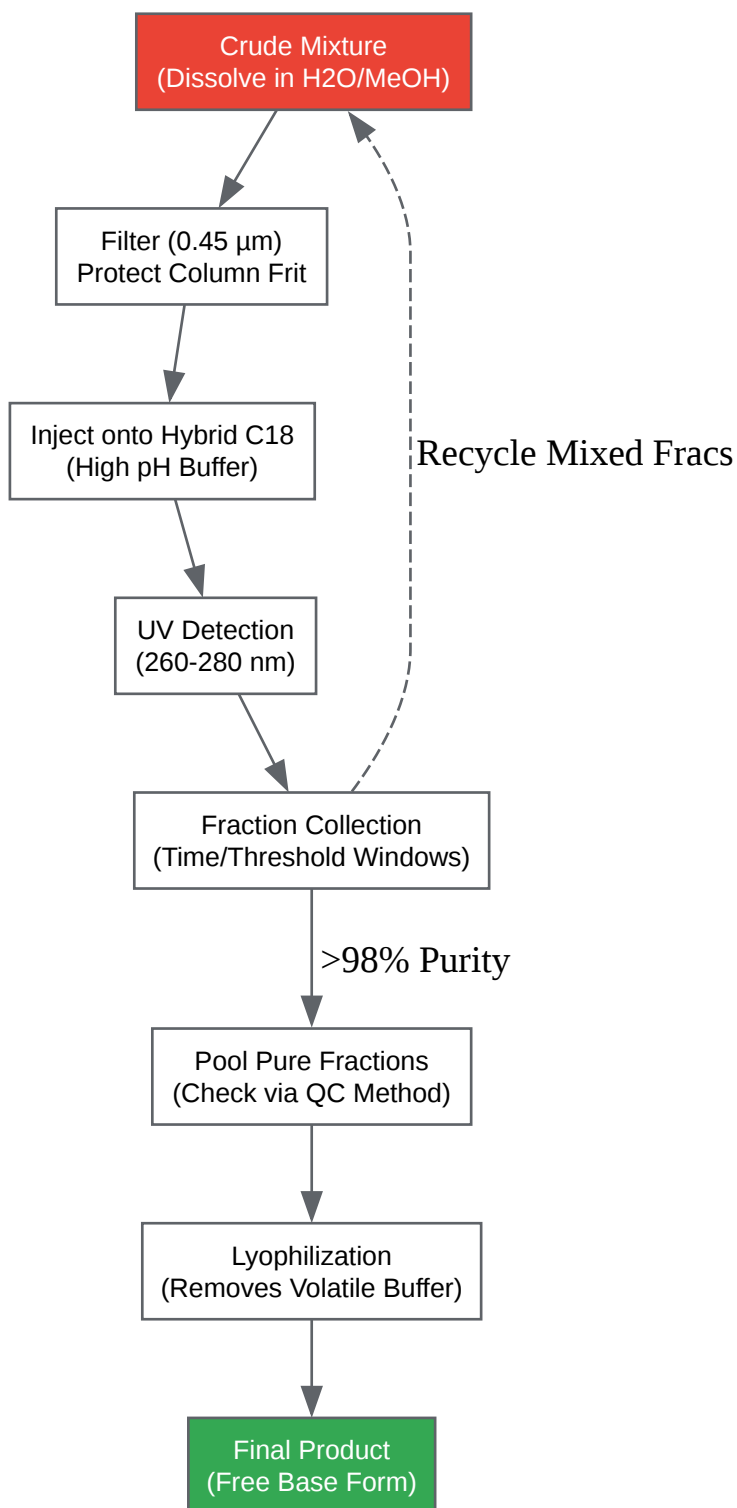 Crude Mixture
(Dissolve in H2O/MeOH)
Filter (0.45 µm)
Protect Column Frit
Inject onto Hybrid C18
(High pH Buffer)
Recycle Mixed Fracs
UV Detection
(260-280 nm)
Fraction Collection
(Time/Threshold Windows)
>98% Purity
Pool Pure Fractions
(Check via QC Method)
Lyophilization
(Removes Volatile Buffer)
Final Product
(Free Base Form)